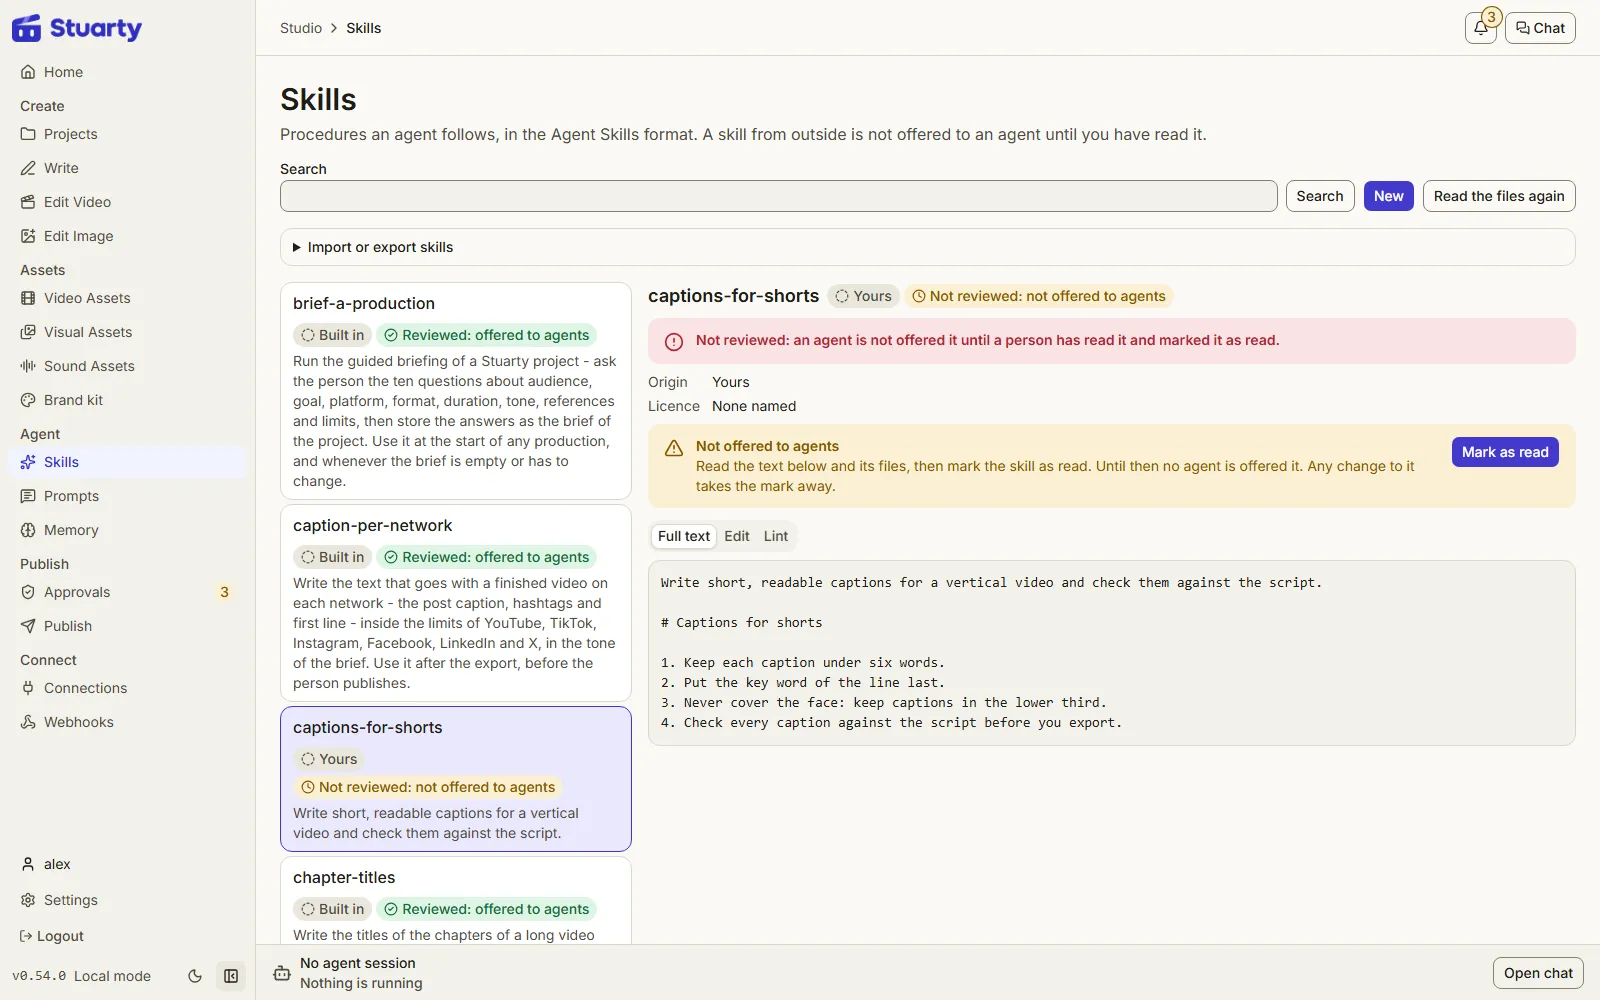 Stuarty
Home
Create
Projects
Write
Edit Video
Edit Image
Assets
Video Assets
Visual Assets
Sound Assets
Brand kit
Agent
Skills
Prompts
Memory
Publish
Approvals 3
Publish
Connect
Connections
Webhooks
alex
Settings
Logout
v0.54.0 Local mode
Studio > Skills
3
Chat
Skills
Procedures an agent follows, in the Agent Skills format. A skill from outside is not offered to an agent until you have read it.
Search
Search New Read the files again
Import or export skills
brief-a-production
Built in Reviewed: offered to agents
Run the guided briefing of a Stuarty project - ask
the person the ten questions about audience,
goal, platform, format, duration, tone, references
and limits, then store the answers as the brief of
the project. Use it at the start of any production,
and whenever the brief is empty or has to
change.
caption-per-network
Built in Reviewed: offered to agents
Write the text that goes with a finished video on
each network - the post caption, hashtags and
first line - inside the limits of YouTube, TikTok,
Instagram, Facebook, LinkedIn and X, in the tone
of the brief. Use it after the export, before the
person publishes.
captions-for-shorts
Yours
Not reviewed: not offered to agents
Write short, readable captions for a vertical
video and check them against the script.
chapter-titles
Built in Reviewed: offered to agents
Write the titles of the chapters of a long video
captions-for-shorts Yours Not reviewed: not offered to agents
Not reviewed: an agent is not offered it until a person has read it and marked it as read.
Origin Yours
Licence None named
Not offered to agents
Read the text below and its files, then mark the skill as read. Until then no agent is offered it. Any change to it
takes the mark away.
Mark as read
Full text Edit Lint
Write short, readable captions for a vertical video and check them against the script.
# Captions for shorts
1. Keep each caption under six words.
2. Put the key word of the line last.
3. Never cover the face: keep captions in the lower third.
4. Check every caption against the script before you export.
No agent session
Nothing is running
Open chat